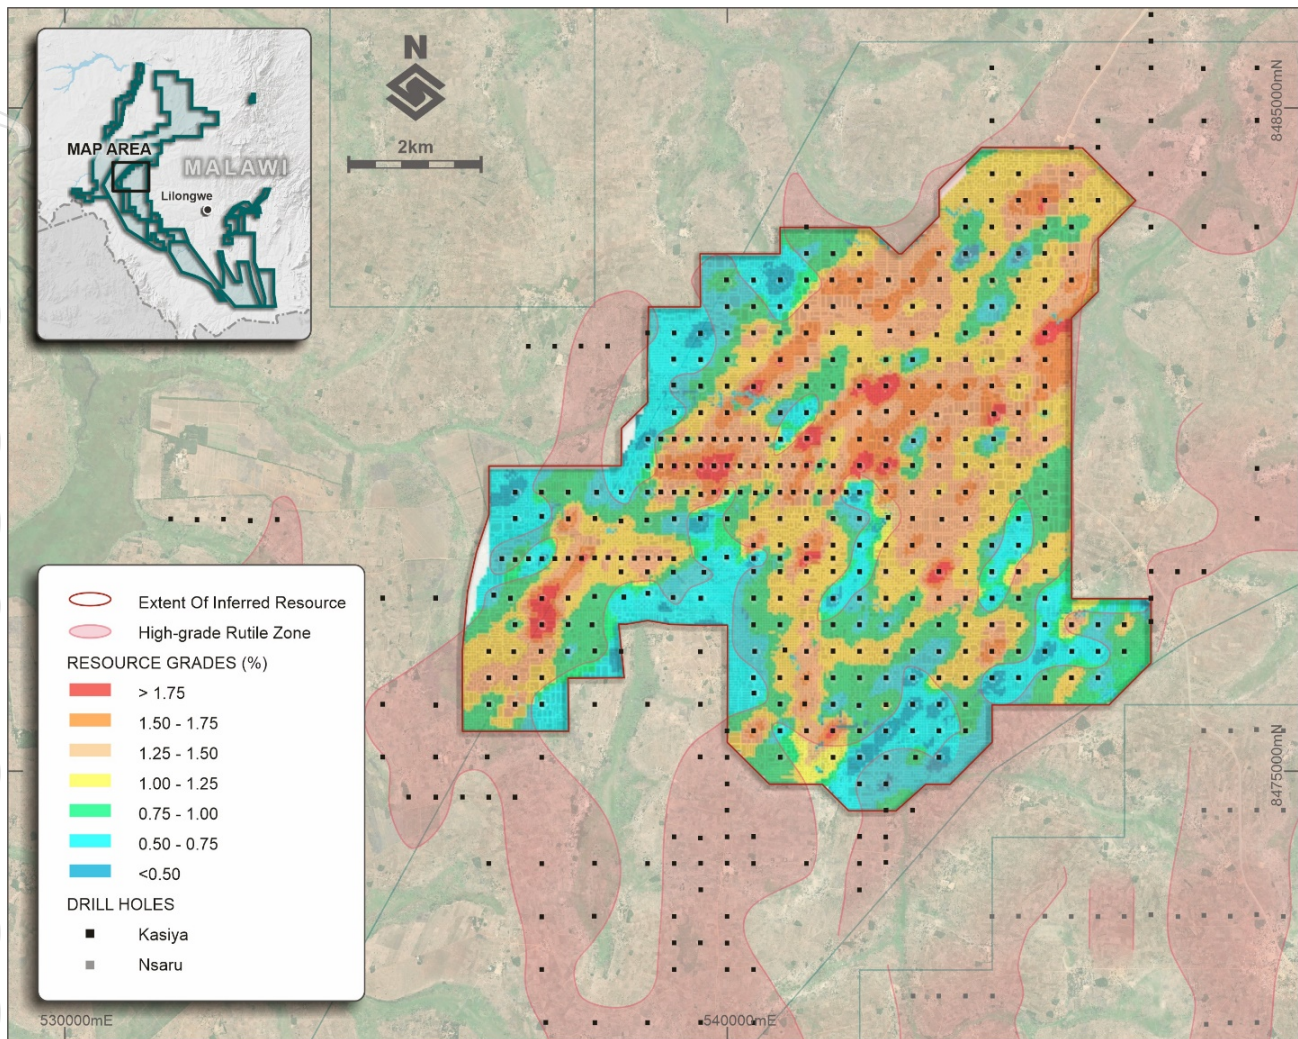 N
2km
MAP AREA
MALAWI
Lilongwe
8485000mN
Extent Of Inferred Resource
High-grade Rutile Zone
RESOURCE GRADES (%)
> 1.75
1.50 - 1.75
1.25 - 1.50
1.00 - 1.25
0.75 - 1.00
0.50 - 0.75
<0.50
DRILL HOLES
Kasiya
Nsaru
8475000mN
530000mE
540000mE